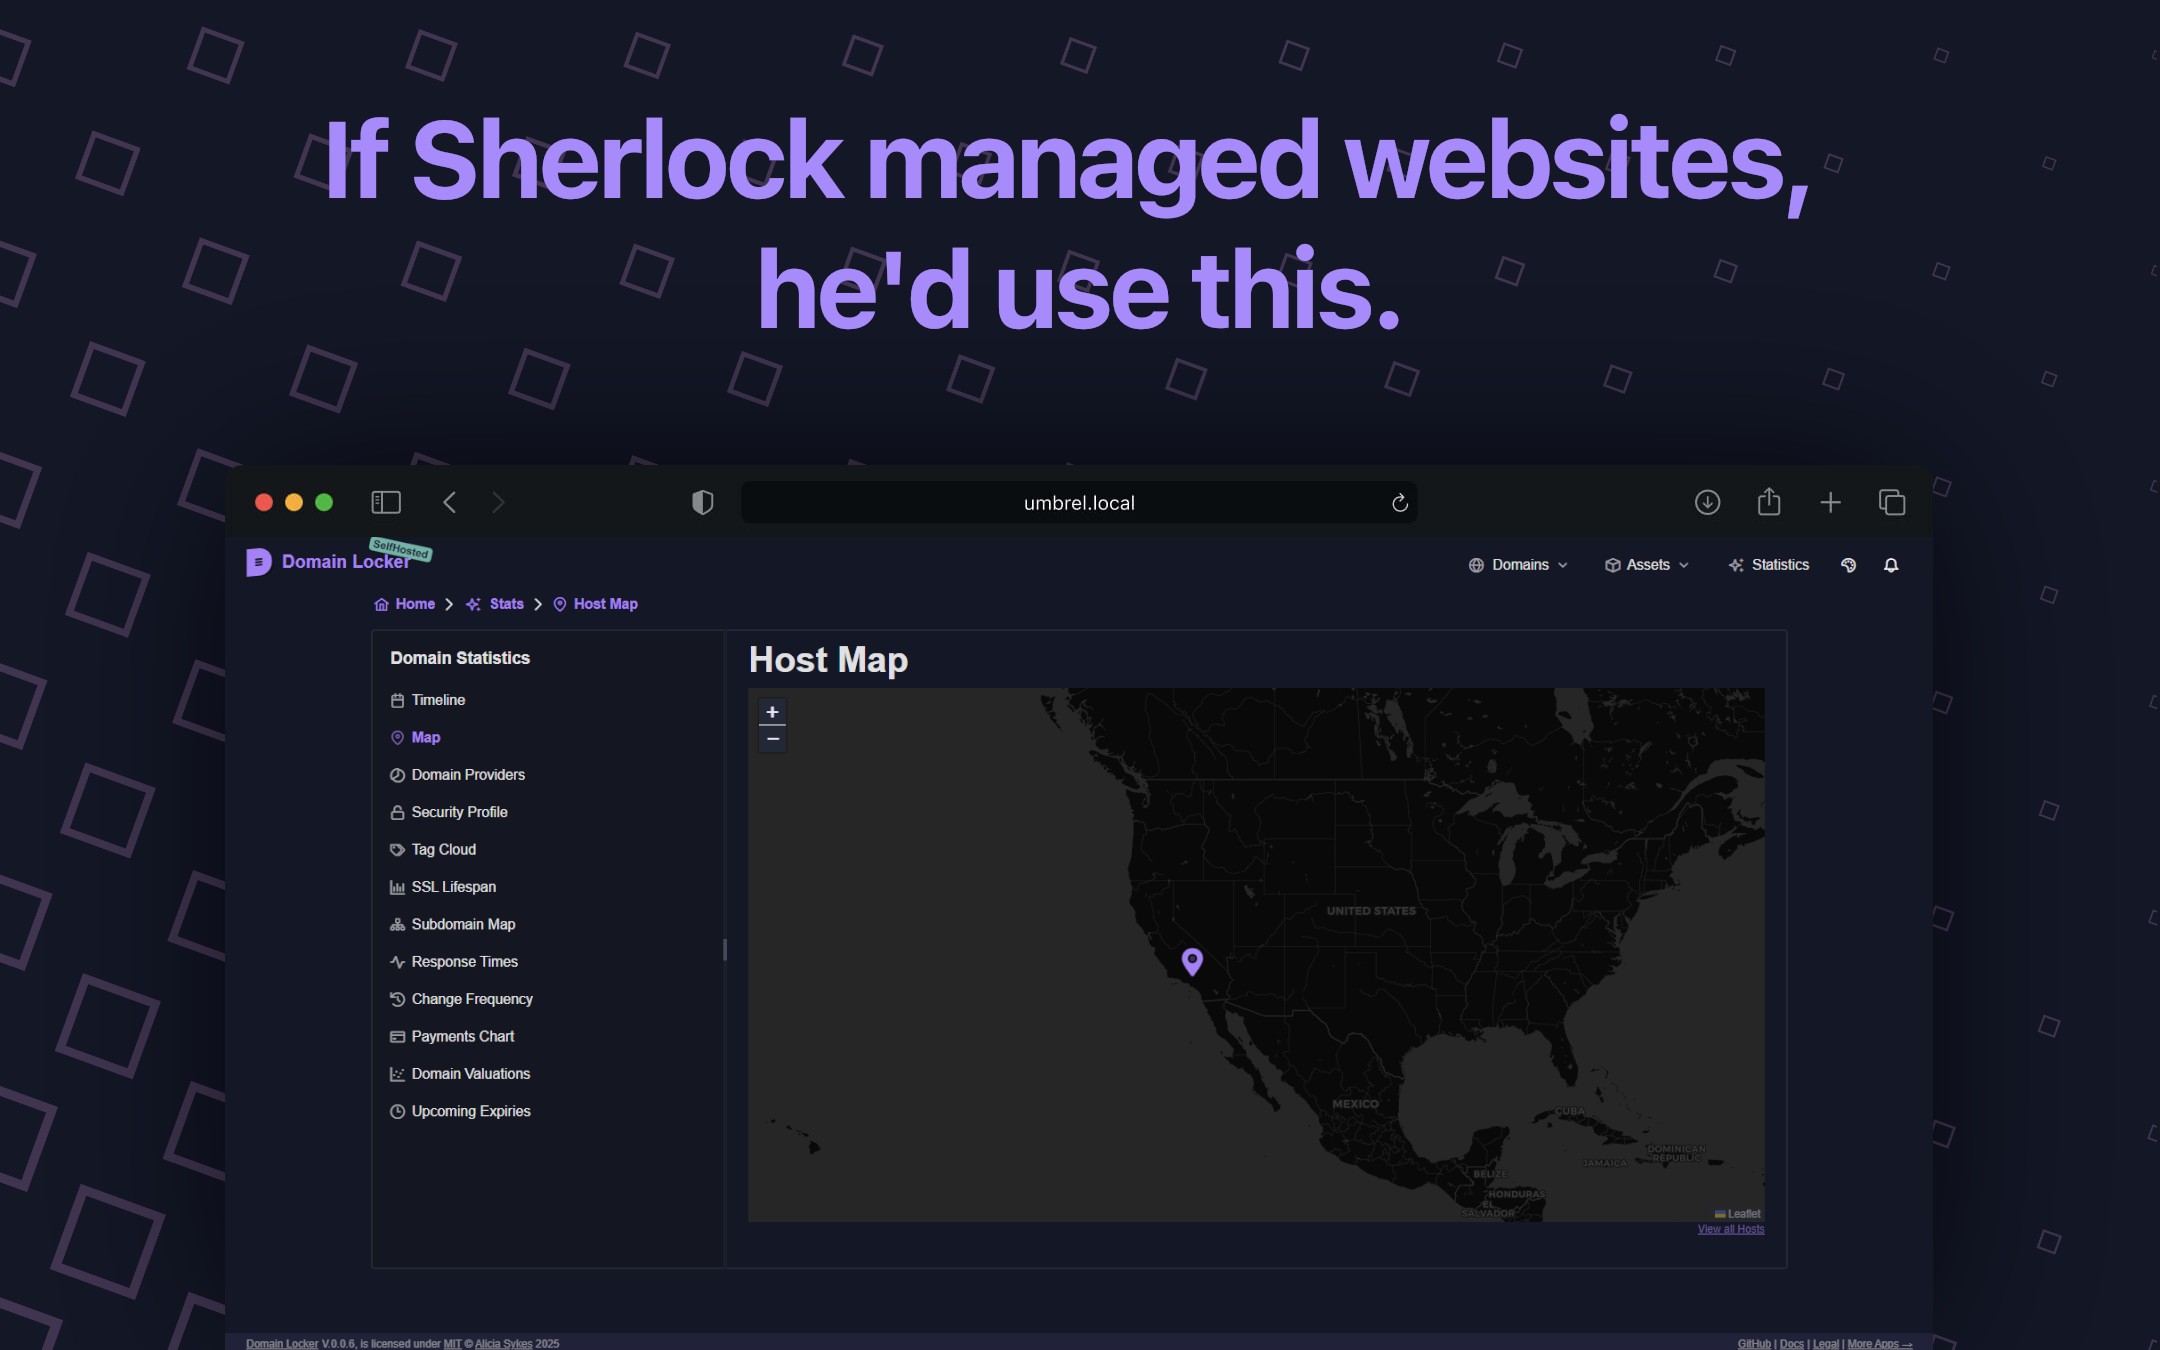 If Sherlock managed websites,
he'd use this.
umbrel.local
Domain Locker
SelfHosted
Domains
Assets
Statistics
Home
Stats
Host Map
Domain Statistics
Timeline
Map
Domain Providers
Security Profile
Tag Cloud
SSL Lifespan
Subdomain Map
Response Times
Change Frequency
Payments Chart
Domain Valuations
Upcoming Expiries
Host Map
+
−
UNITED STATES
MEXICO
CUBA
DOMINICAN
REPUBLIC
JAMAICA
BELIZE
HONDURAS
EL
SALVADOR
Leaflet
View all Hosts
Domain Locker V.0.0.6, is licensed under MIT © Alicia Sykes 2025
GitHub | Docs | Legal | More Apps →